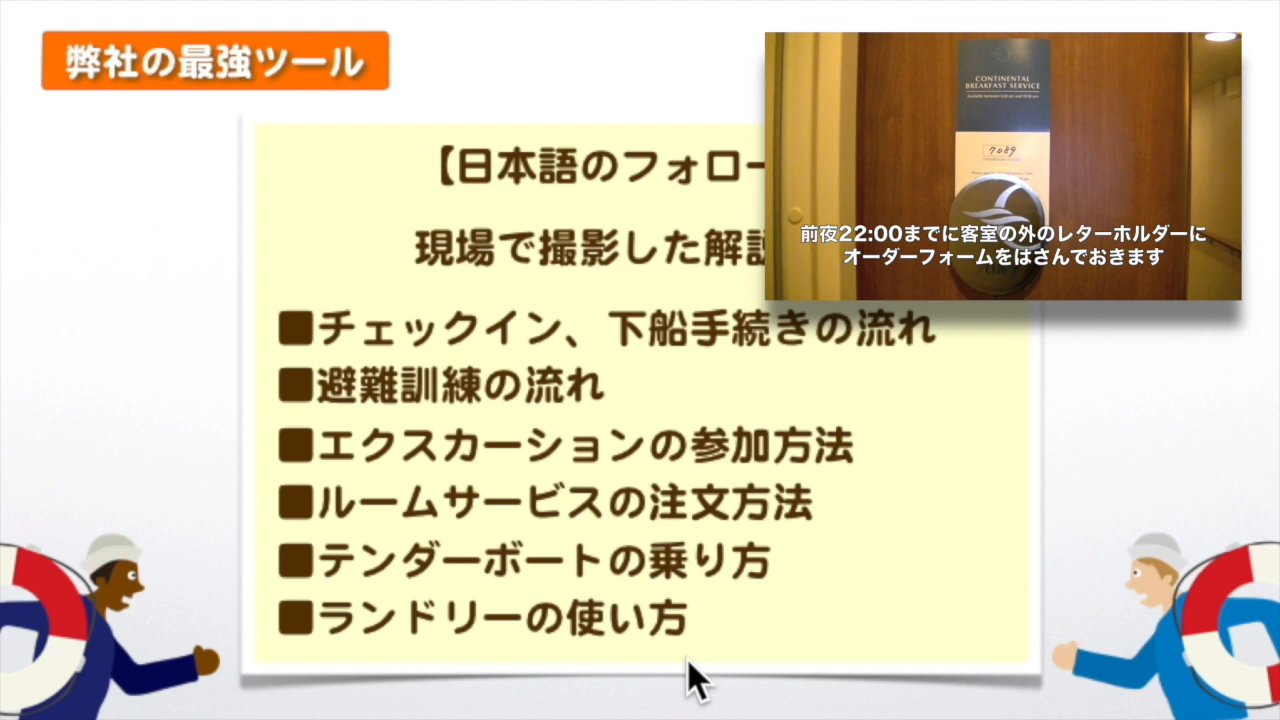 弊社の最強ツール
【日本語のフォロー
現場で撮影した解
■チェックイン、下船手続きの流れ
■避難訓練の流れ
■エクスカーションの参加方法
■ルームサービスの注文方法
■テンダーボートの乗り方
■ランドリーの使い方
CONTINENTAL
BREAKFAST SERVICE
7089
前夜22:00までに客室の外のレターホルダーに
オーダーフォームをはさんでおきます